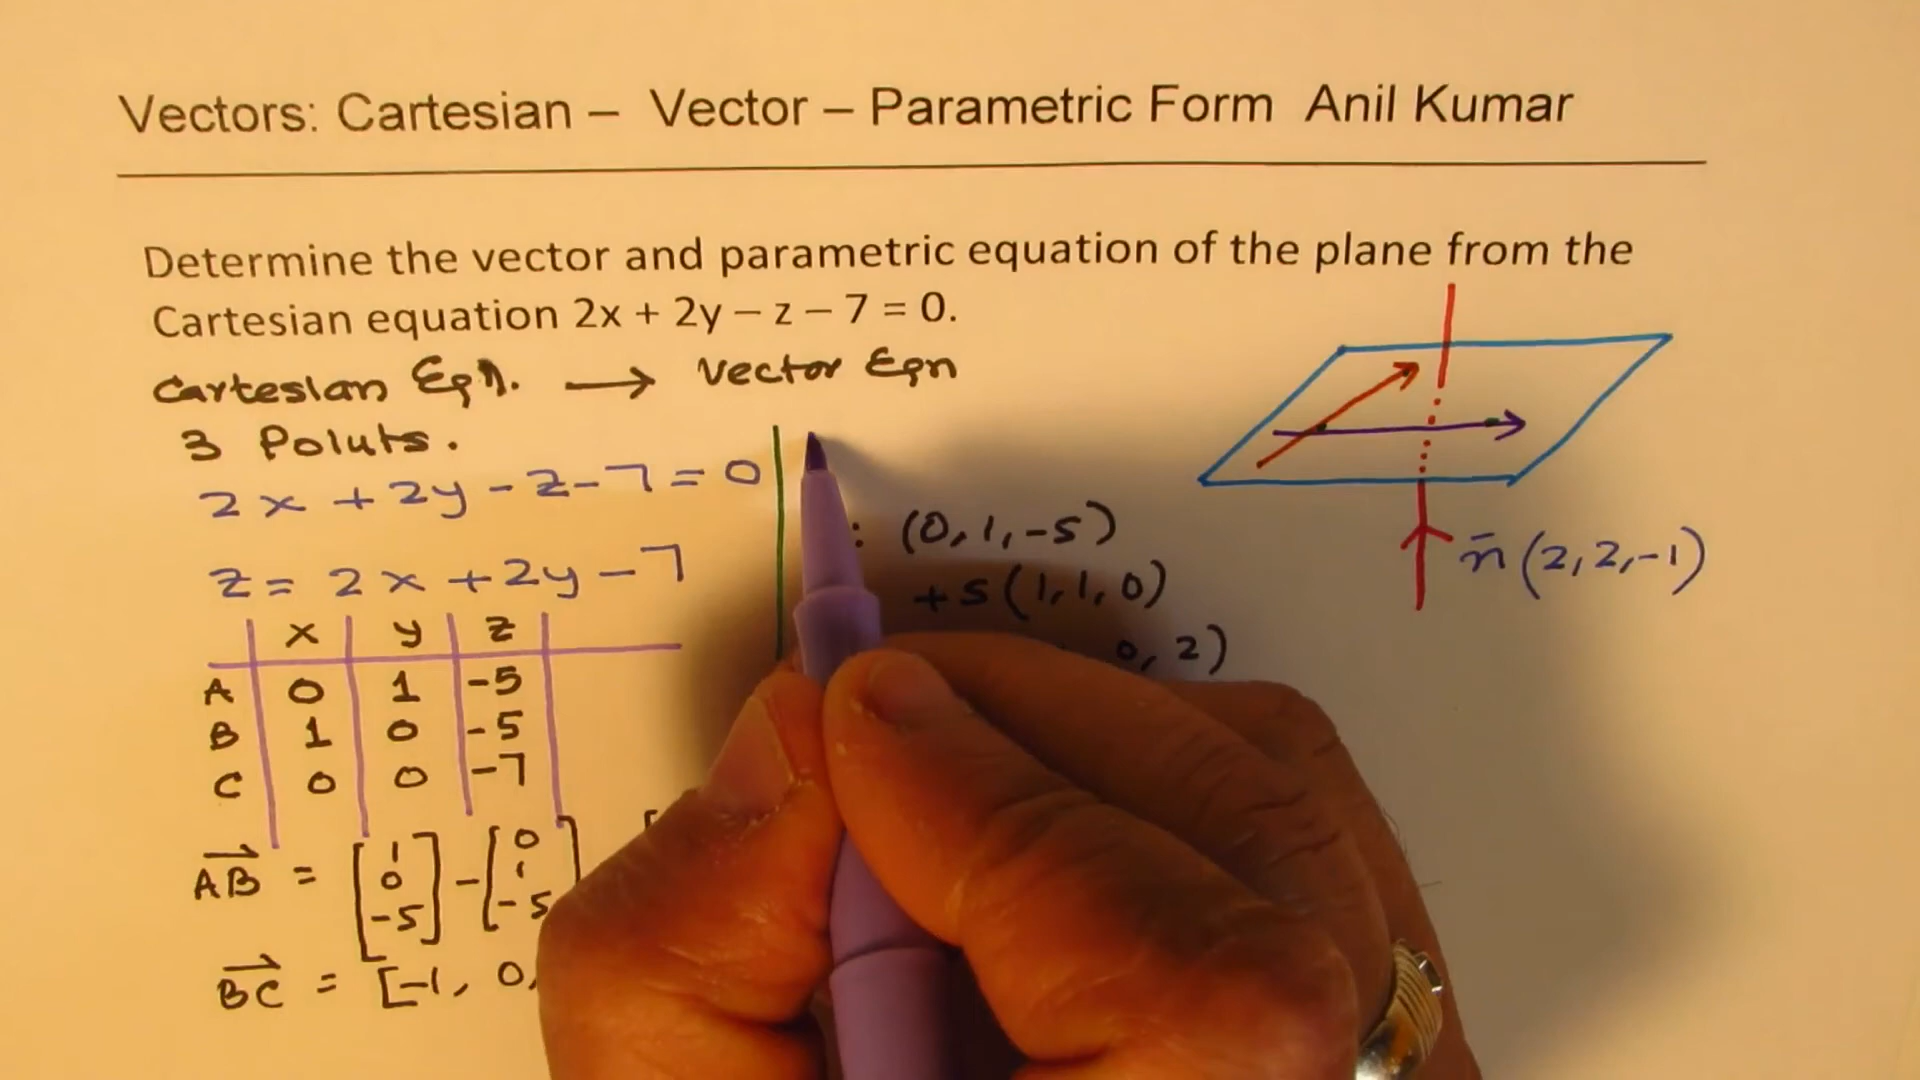 Vectors: Cartesian – Vector – Parametric Form Anil Kumar
Determine the vector and parametric equation of the plane from the
Cartesian equation 2x + 2y – z – 7 = 0.
Cartesian Eqn. → Vector Eqn
3 Points.
2x + 2y - z - 7 = 0
z = 2x + 2y - 7
x y z
A 0 1 -5
B 1 0 -5
C 0 0 -7
AB = [1 0 -5] - [0 1 -5]
BC = [-1, 0,
: (0, 1, -5)
+ s(1, 1, 0)
0, 2)
n (2, 2, -1)